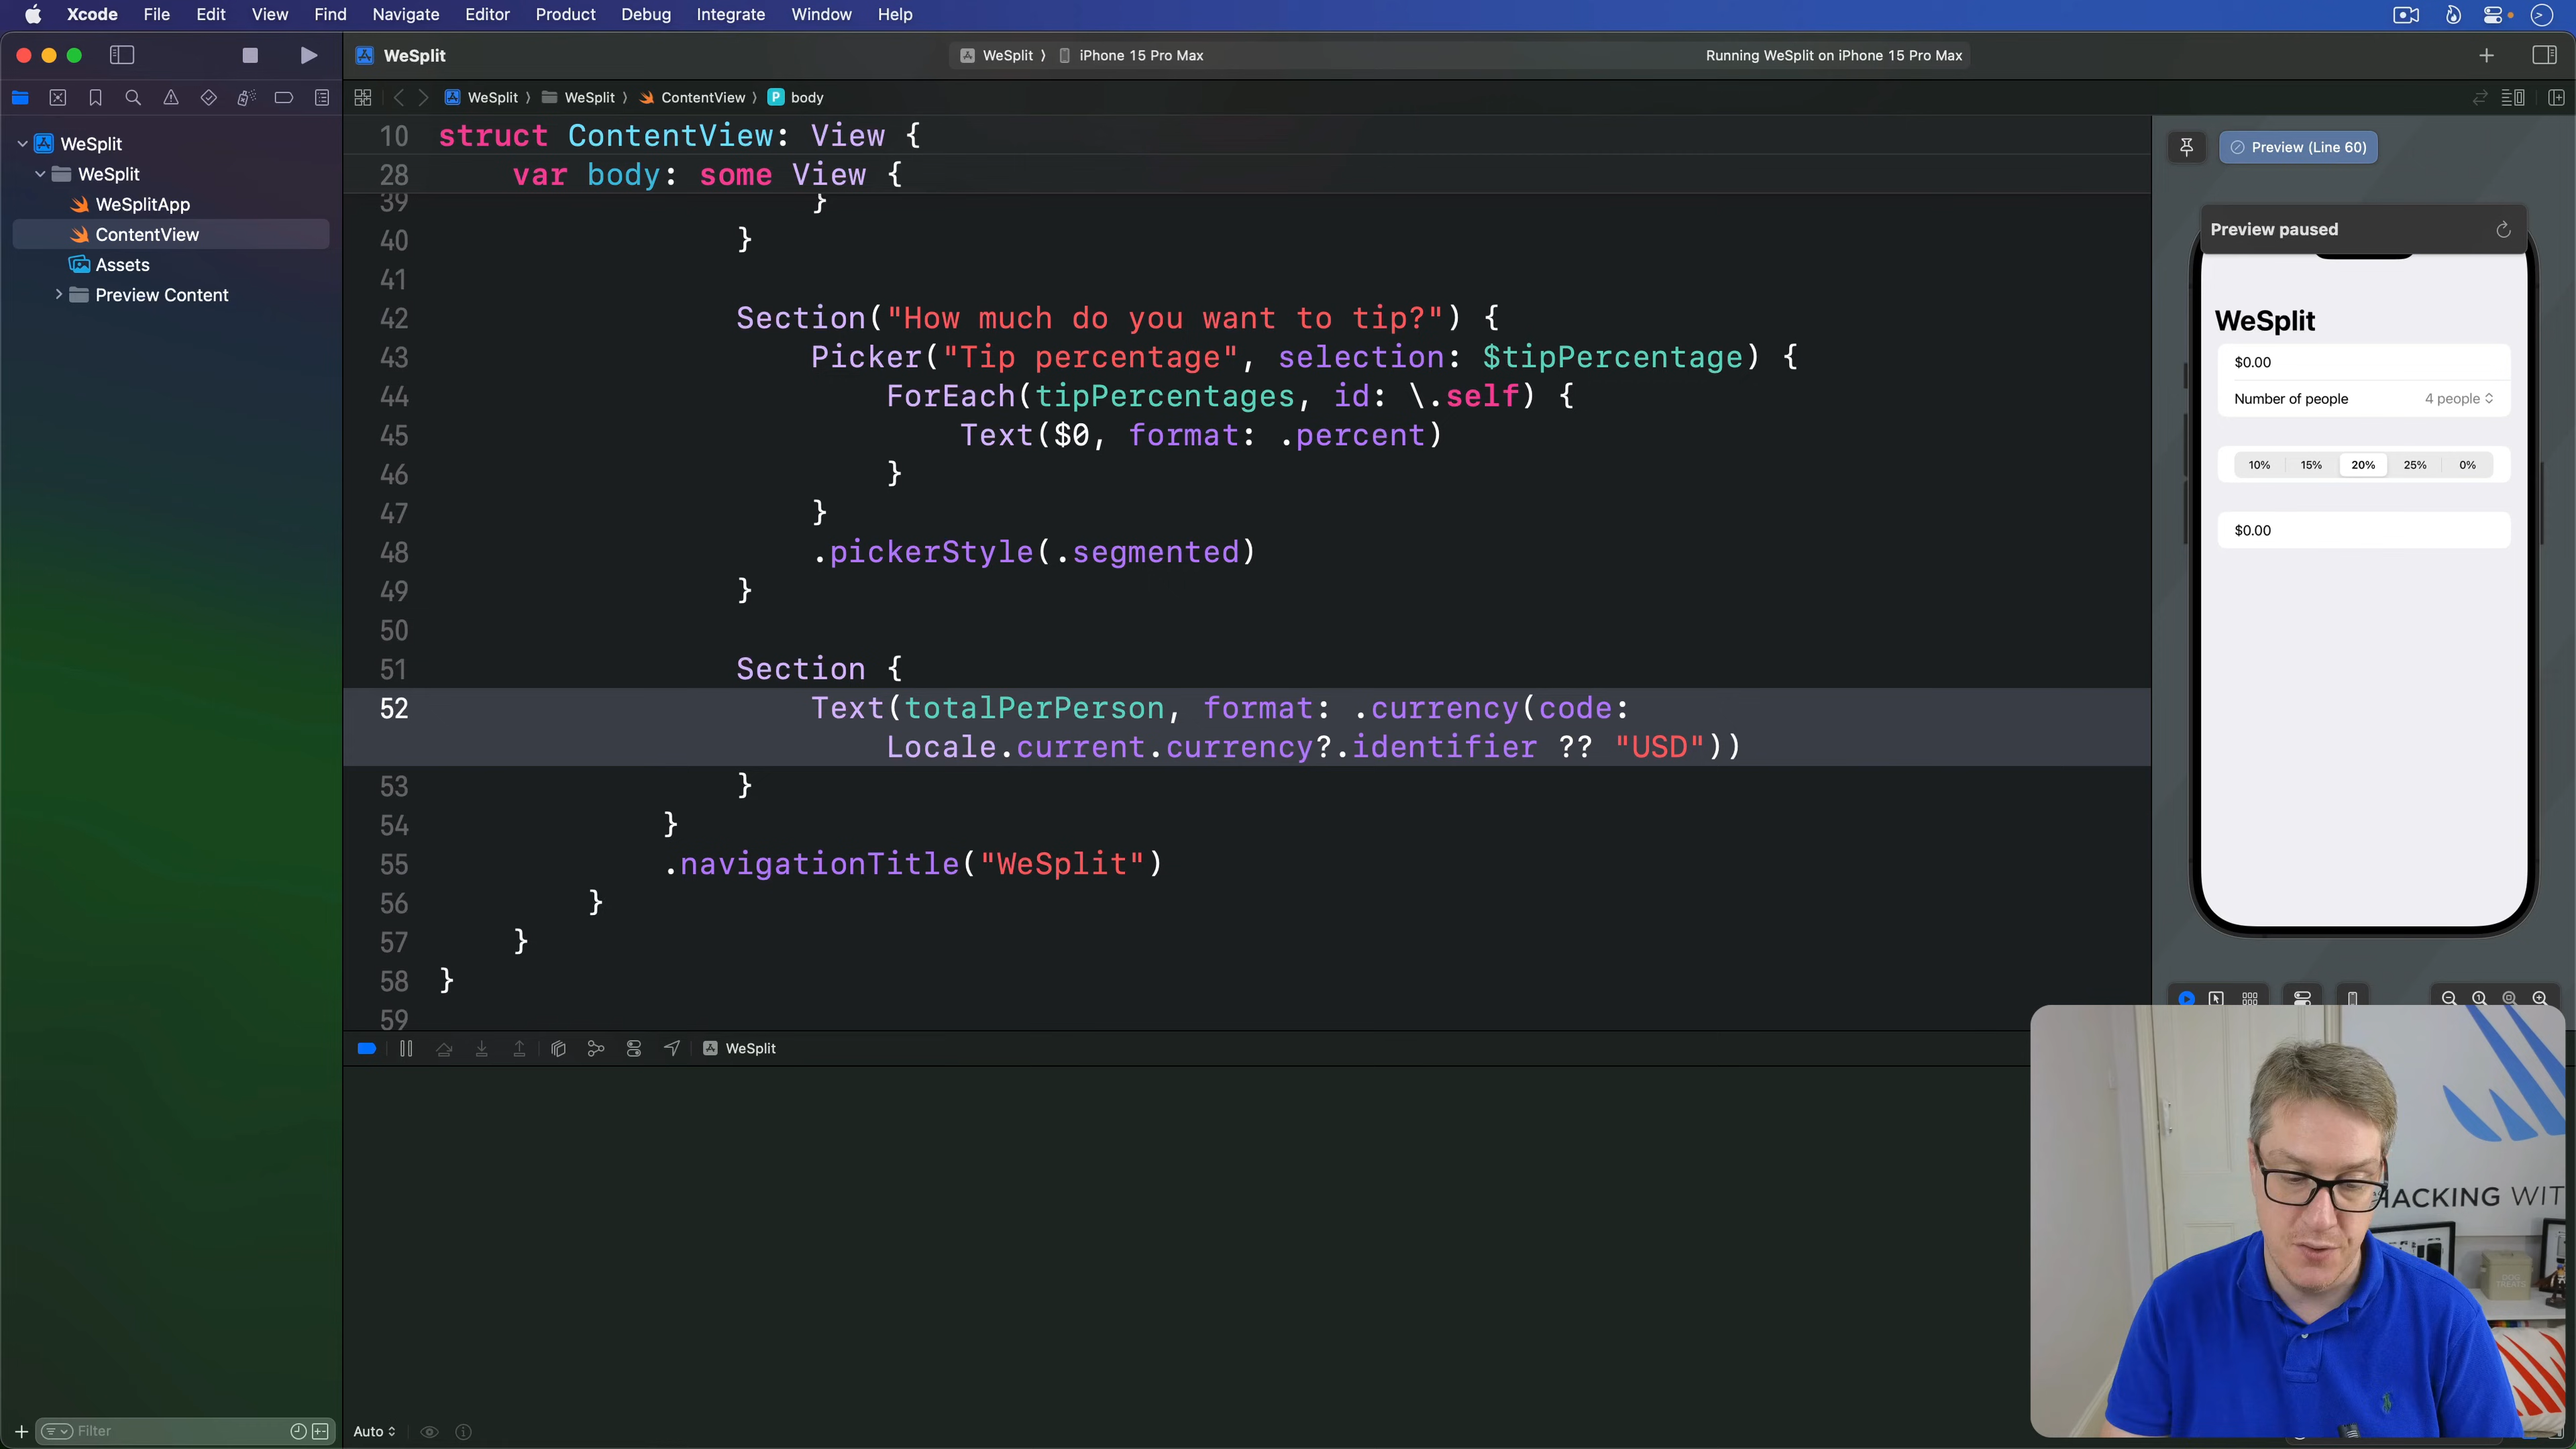 Xcode File Edit View Find Navigate Editor Product Debug Integrate Window Help
WeSplit
WeSplit 〉 iPhone 15 Pro Max
Running WeSplit on iPhone 15 Pro Max
WeSplit 〉 WeSplit 〉 ContentView 〉 P body
WeSplit
WeSplit
WeSplitApp
ContentView
Assets
Preview Content
10 struct ContentView: View {
28 var body: some View {
39 }
40 }
41
42 Section("How much do you want to tip?") {
43 Picker("Tip percentage", selection: $tipPercentage) {
44 ForEach(tipPercentages, id: \.self) {
45 Text($0, format: .percent)
46 }
47 }
48 .pickerStyle(.segmented)
49 }
50
51 Section {
52 Text(totalPerPerson, format: .currency(code:
Locale.current.currency?.identifier ?? "USD"))
53 }
54 }
55 .navigationTitle("WeSplit")
56 }
57 }
58 }
59
Preview (Line 60)
Preview paused
WeSplit
$0.00
Number of people 4 people
10% 15% 20% 25% 0%
$0.00
WeSplit
HACKING WIT
Filter
Auto